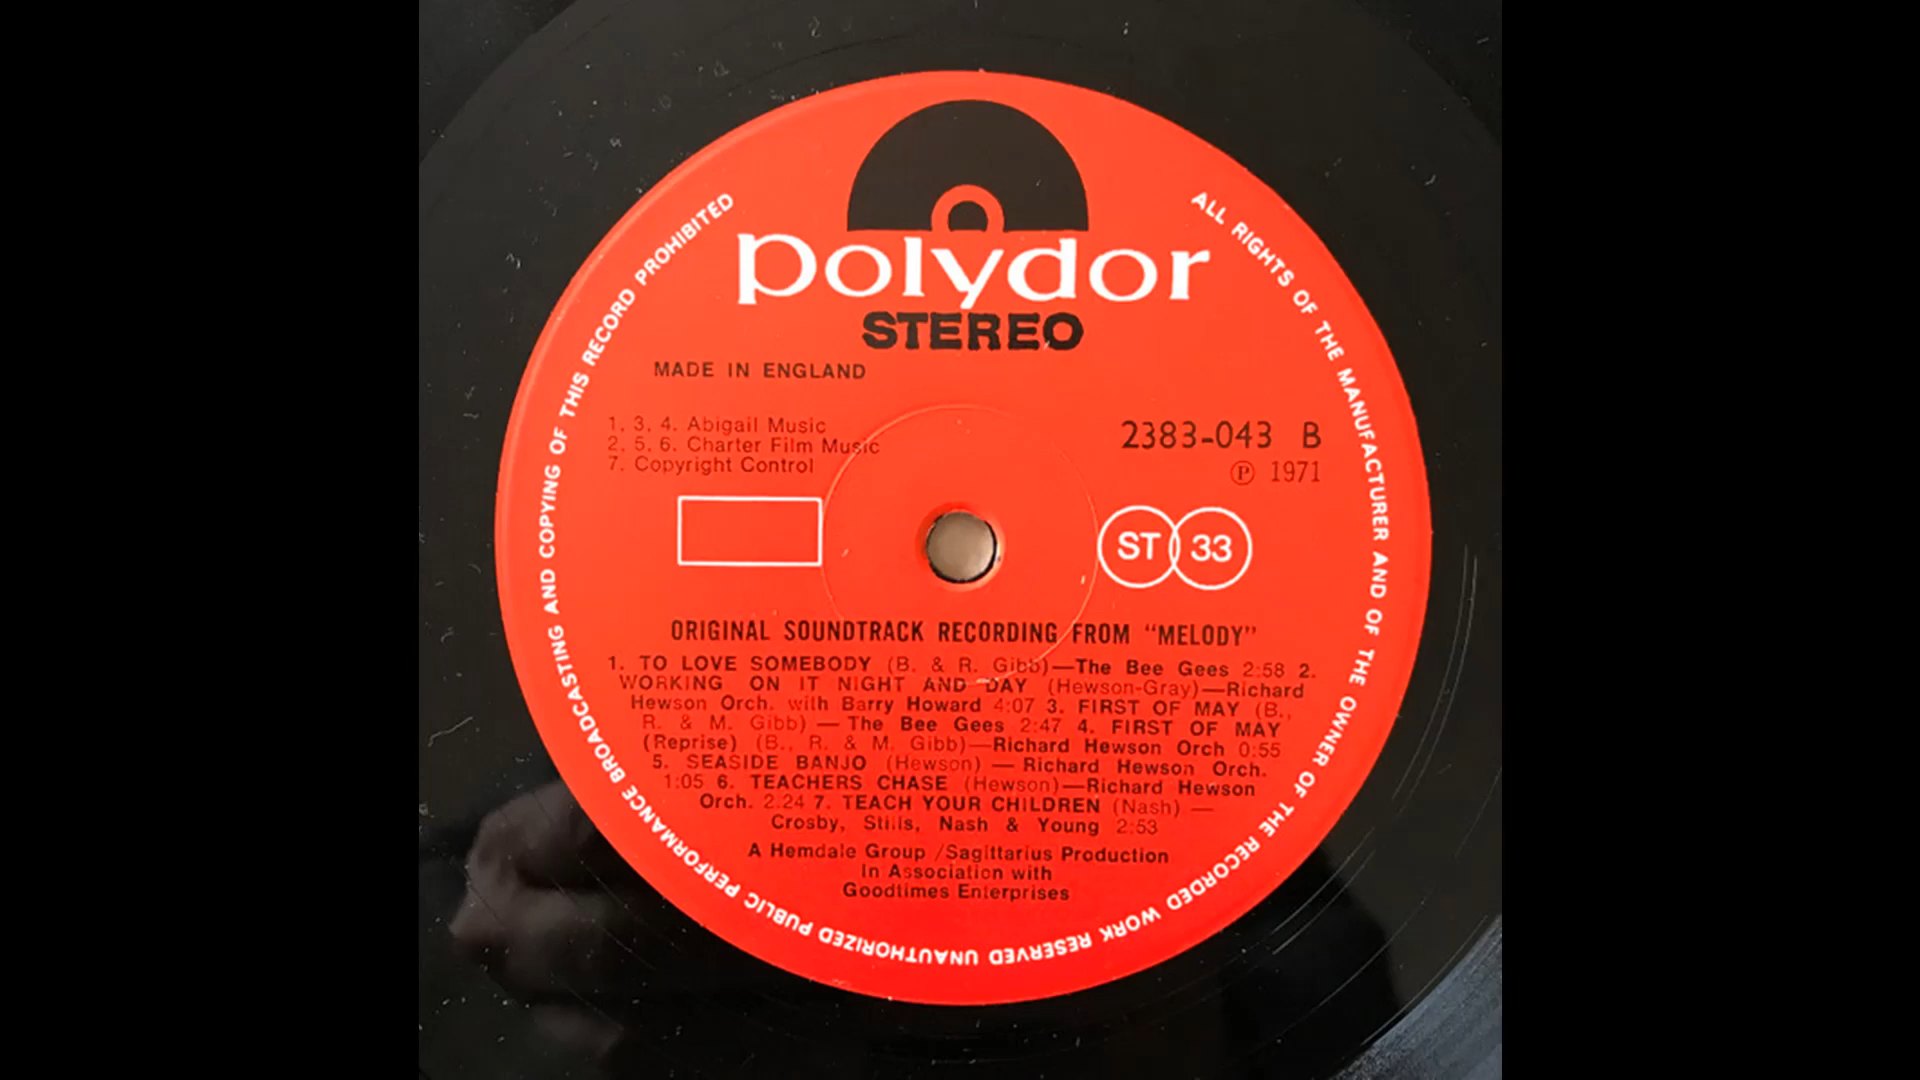 polydor
STEREO
MADE IN ENGLAND
1, 3, 4. Abigail Music
2, 5, 6. Charter Film Music
7. Copyright Control
2383-043 B
℗ 1971
ST 33
ORIGINAL SOUNDTRACK RECORDING FROM “MELODY”
1. TO LOVE SOMEBODY (B. & R. Gibb)—The Bee Gees 2:58 2.
WORKING ON IT NIGHT AND DAY (Hewson-Gray)—Richard
Hewson Orch. with Barry Howard 4:07 3. FIRST OF MAY (B.,
R. & M. Gibb) — The Bee Gees 2:47 4. FIRST OF MAY
(Reprise) (B., R. & M. Gibb)—Richard Hewson Orch 0:55
5. SEASIDE BANJO (Hewson) — Richard Hewson Orch.
1:05 6. TEACHERS CHASE (Hewson)—Richard Hewson
Orch. 2.24 7. TEACH YOUR CHILDREN (Nash) —
Crosby, Stills, Nash & Young 2:53
A Hemdale Group /Sagittarius Production
In Association with
Goodtimes Enterprises
ALL RIGHTS OF THE MANUFACTURER AND OF THE OWNER OF THE RECORDED WORK RESERVED UNAUTHORIZED PUBLIC PERFORMANCE BROADCASTING AND COPYING OF THIS RECORD PROHIBITED